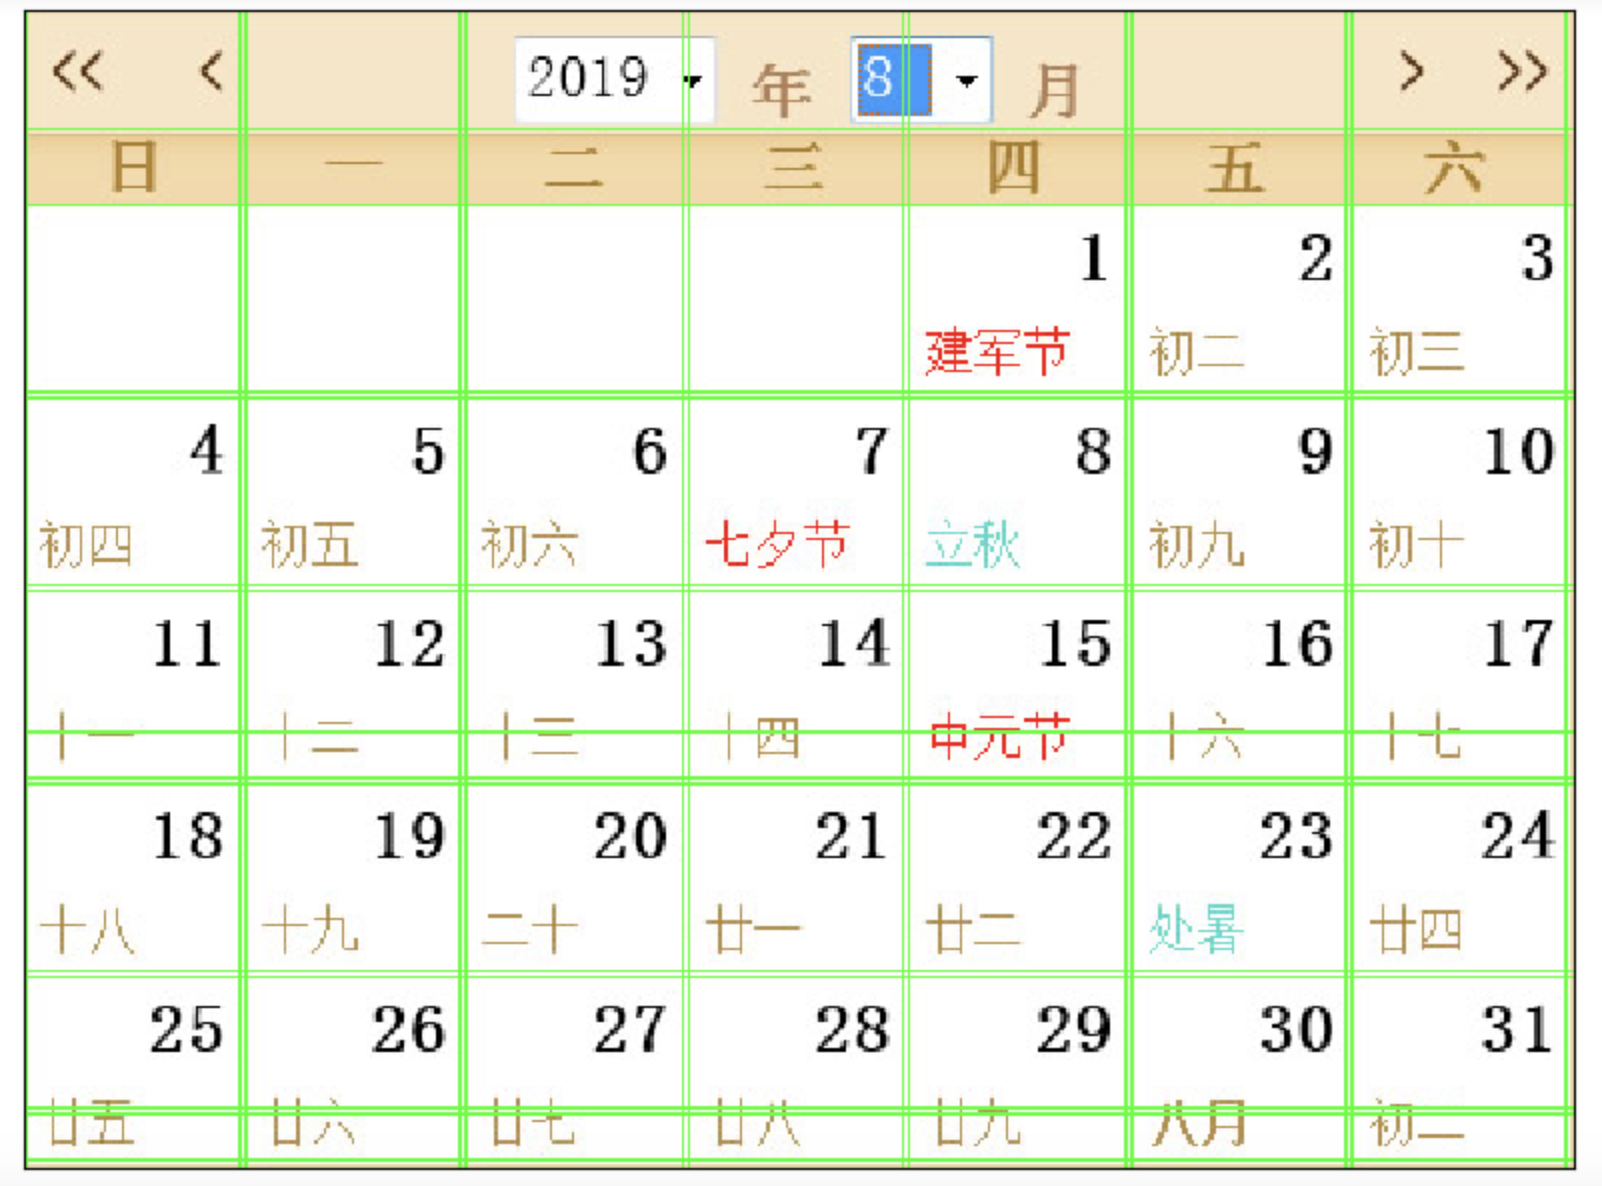 << < 2019 年 8 月 > >>
日 一 二 三 四 五 六
1 2 3
建军节 初二 初三
4 5 6 7 8 9 10
初四 初五 初六 七夕节 立秋 初九 初十
11 12 13 14 15 16 17
十一 十二 十三 十四 中元节 十六 十七
18 19 20 21 22 23 24
十八 十九 二十 廿一 廿二 处暑 廿四
25 26 27 28 29 30 31
廿五 廿六 廿七 廿八 廿九 八月 初二